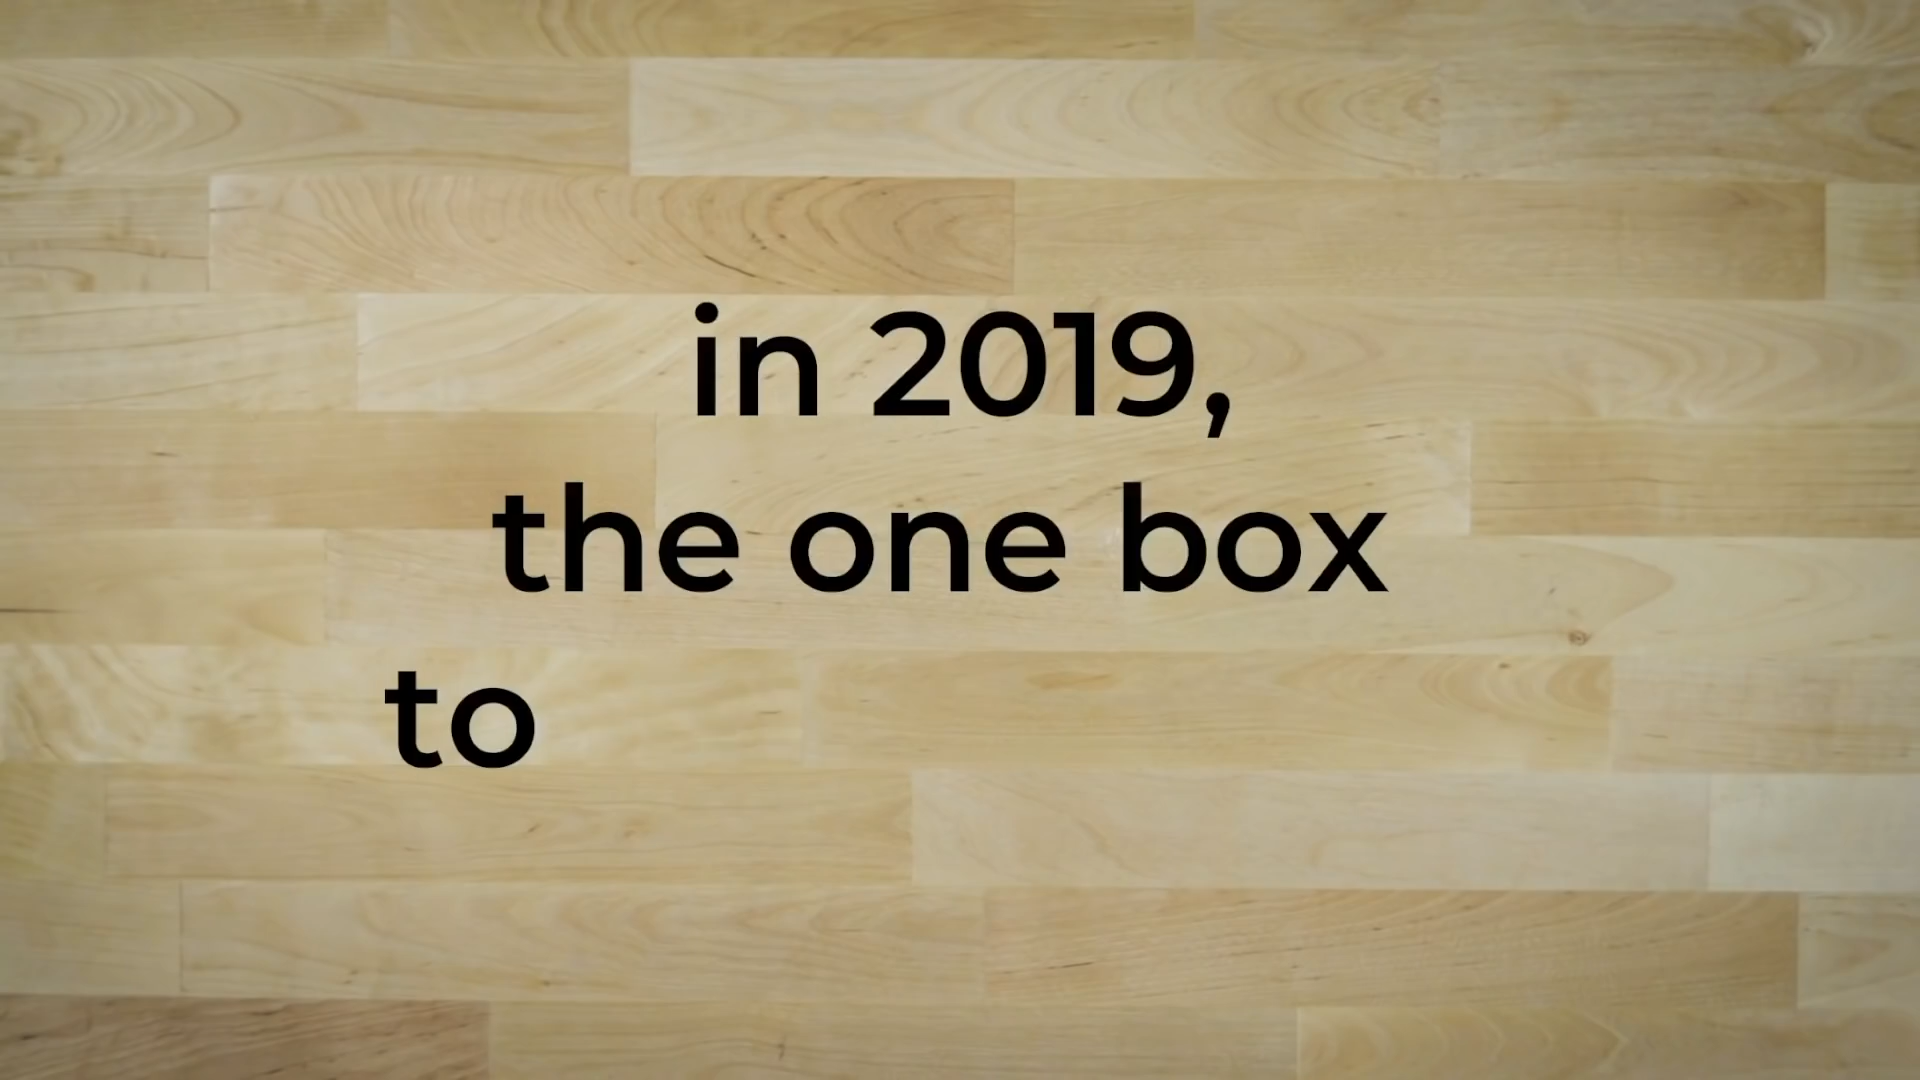 in 2019,
the one box
to